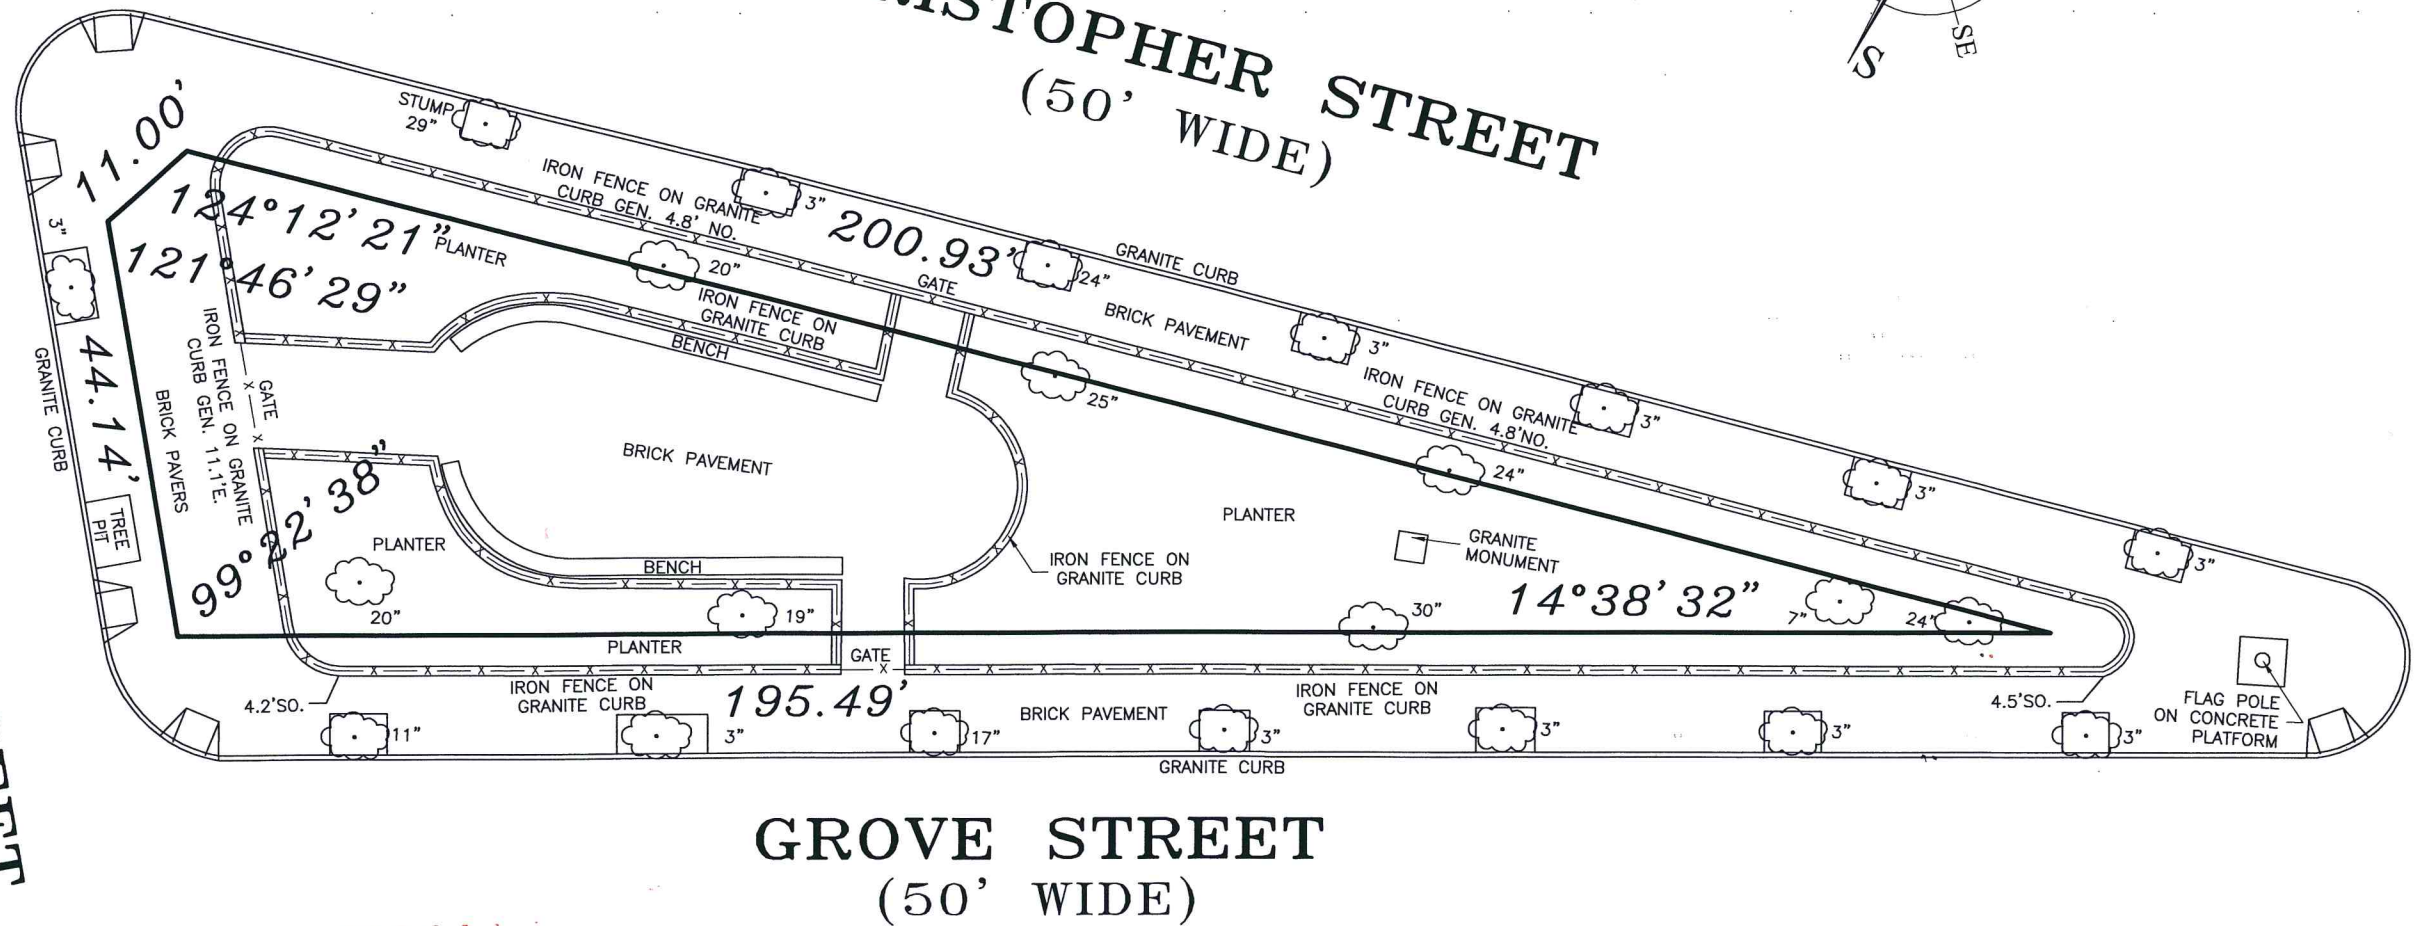 STOPHER STREET
(50' WIDE)
S
SE
11.00'
STUMP
29"
3"
124°12'21"
121°46'29"
PLANTER
IRON FENCE ON GRANITE
CURB GEN. 4.8' NO.
3"
200.93'
20"
IRON FENCE ON
GRANITE CURB
BENCH
GATE
24"
GRANITE CURB
BRICK PAVEMENT
3"
25"
IRON FENCE ON GRANITE
CURB GEN. 4.8'NO.
3"
3"
3"
24"
GRANITE CURB
44.14'
BRICK PAVERS
IRON FENCE ON GRANITE
CURB GEN. 11.1'E.
GATE
TREE
PIT
99°22'38"
BRICK PAVEMENT
PLANTER
20"
BENCH
19"
PLANTER
GATE
IRON FENCE ON
GRANITE CURB
PLANTER
GRANITE
MONUMENT
14°38'32"
30"
7"
24"
4.2'SO.
IRON FENCE ON
GRANITE CURB
195.49'
BRICK PAVEMENT
IRON FENCE ON
GRANITE CURB
4.5'SO.
FLAG POLE
ON CONCRETE
PLATFORM
11"
3"
17"
3"
3"
3"
3"
GRANITE CURB
GROVE STREET
(50' WIDE)